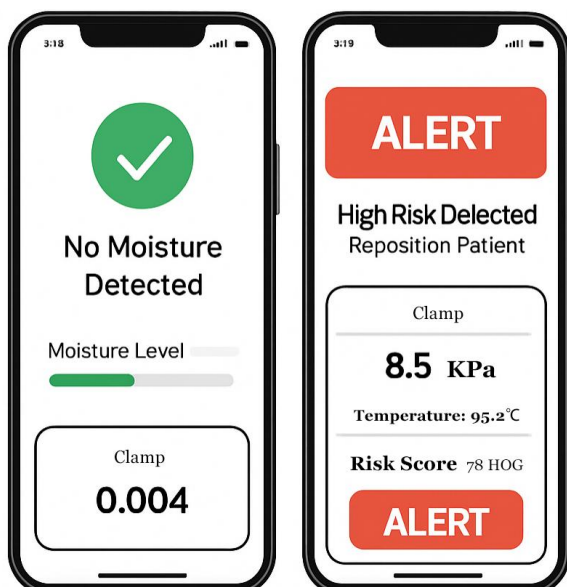 3:18
No Moisture
Detected
Moisture Level
Clamp
0.004
3:19
ALERT
High Risk Delected
Reposition Patient
Clamp
8.5 KPa
Temperature: 95.2℃
Risk Score 78 HOG
ALERT